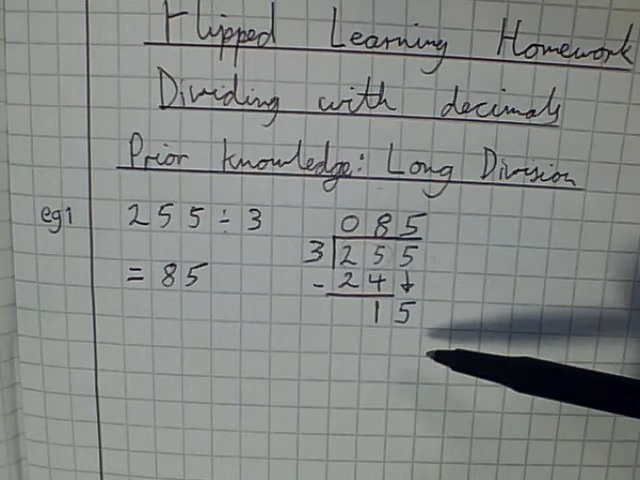 Flipped Learning Homework
Dividing with decimals
Prior Knowledge: Long Division
eg1 255 ÷ 3 085
3 255
= 85 - 24 ↓
15